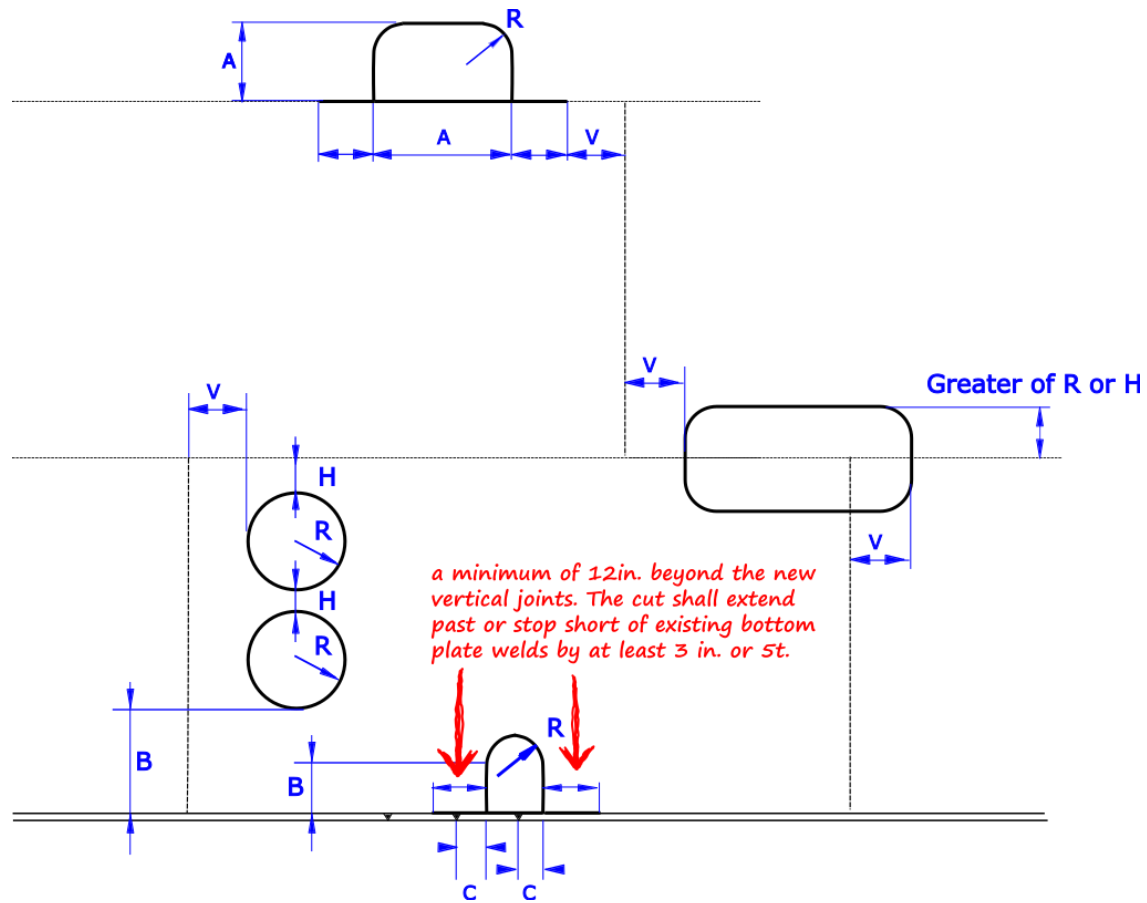 R
A
A
V
V
Greater of R or H
V
H
R
V
H
a minimum of 12in. beyond the new
vertical joints. The cut shall extend
past or stop short of existing bottom
plate welds by at least 3 in. or 5t.
R
R
B
B
C
C